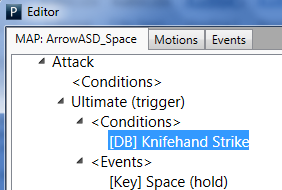 P Editor
MAP: ArrowASD_Space Motions Events
Attack
<Conditions>
Ultimate (trigger)
<Conditions>
[DB] Knifehand Strike
<Events>
[Key] Space (hold)